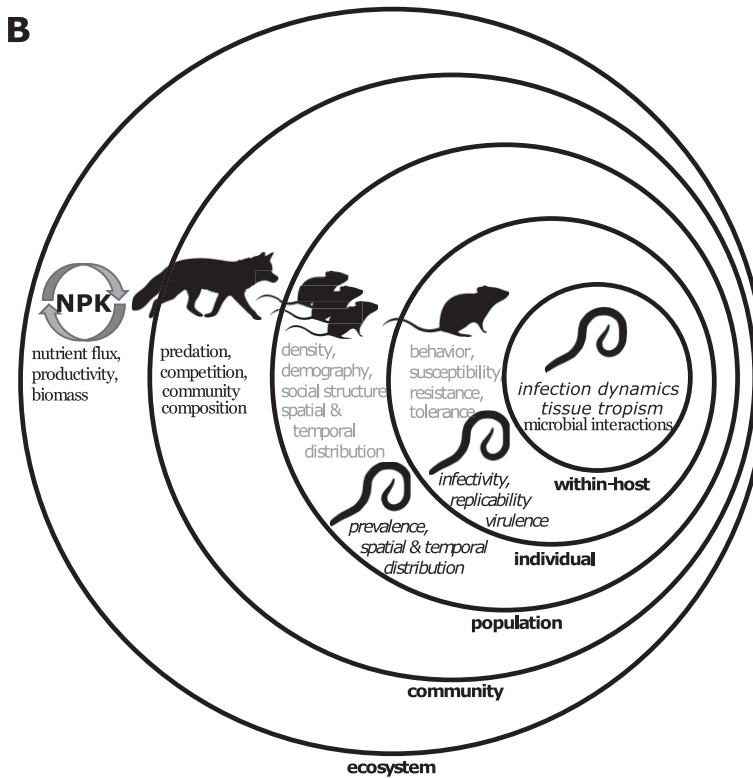 B
NPK
nutrient flux,
productivity,
biomass
predation,
competition,
community
composition
density,
demography,
social structure
spatial &
temporal
distribution
behavior,
susceptibility,
resistance,
tolerance
infection dynamics
tissue tropism
microbial interactions
within-host
infectivity,
replicability
virulence
individual
prevalence,
spatial & temporal
distribution
population
community
ecosystem